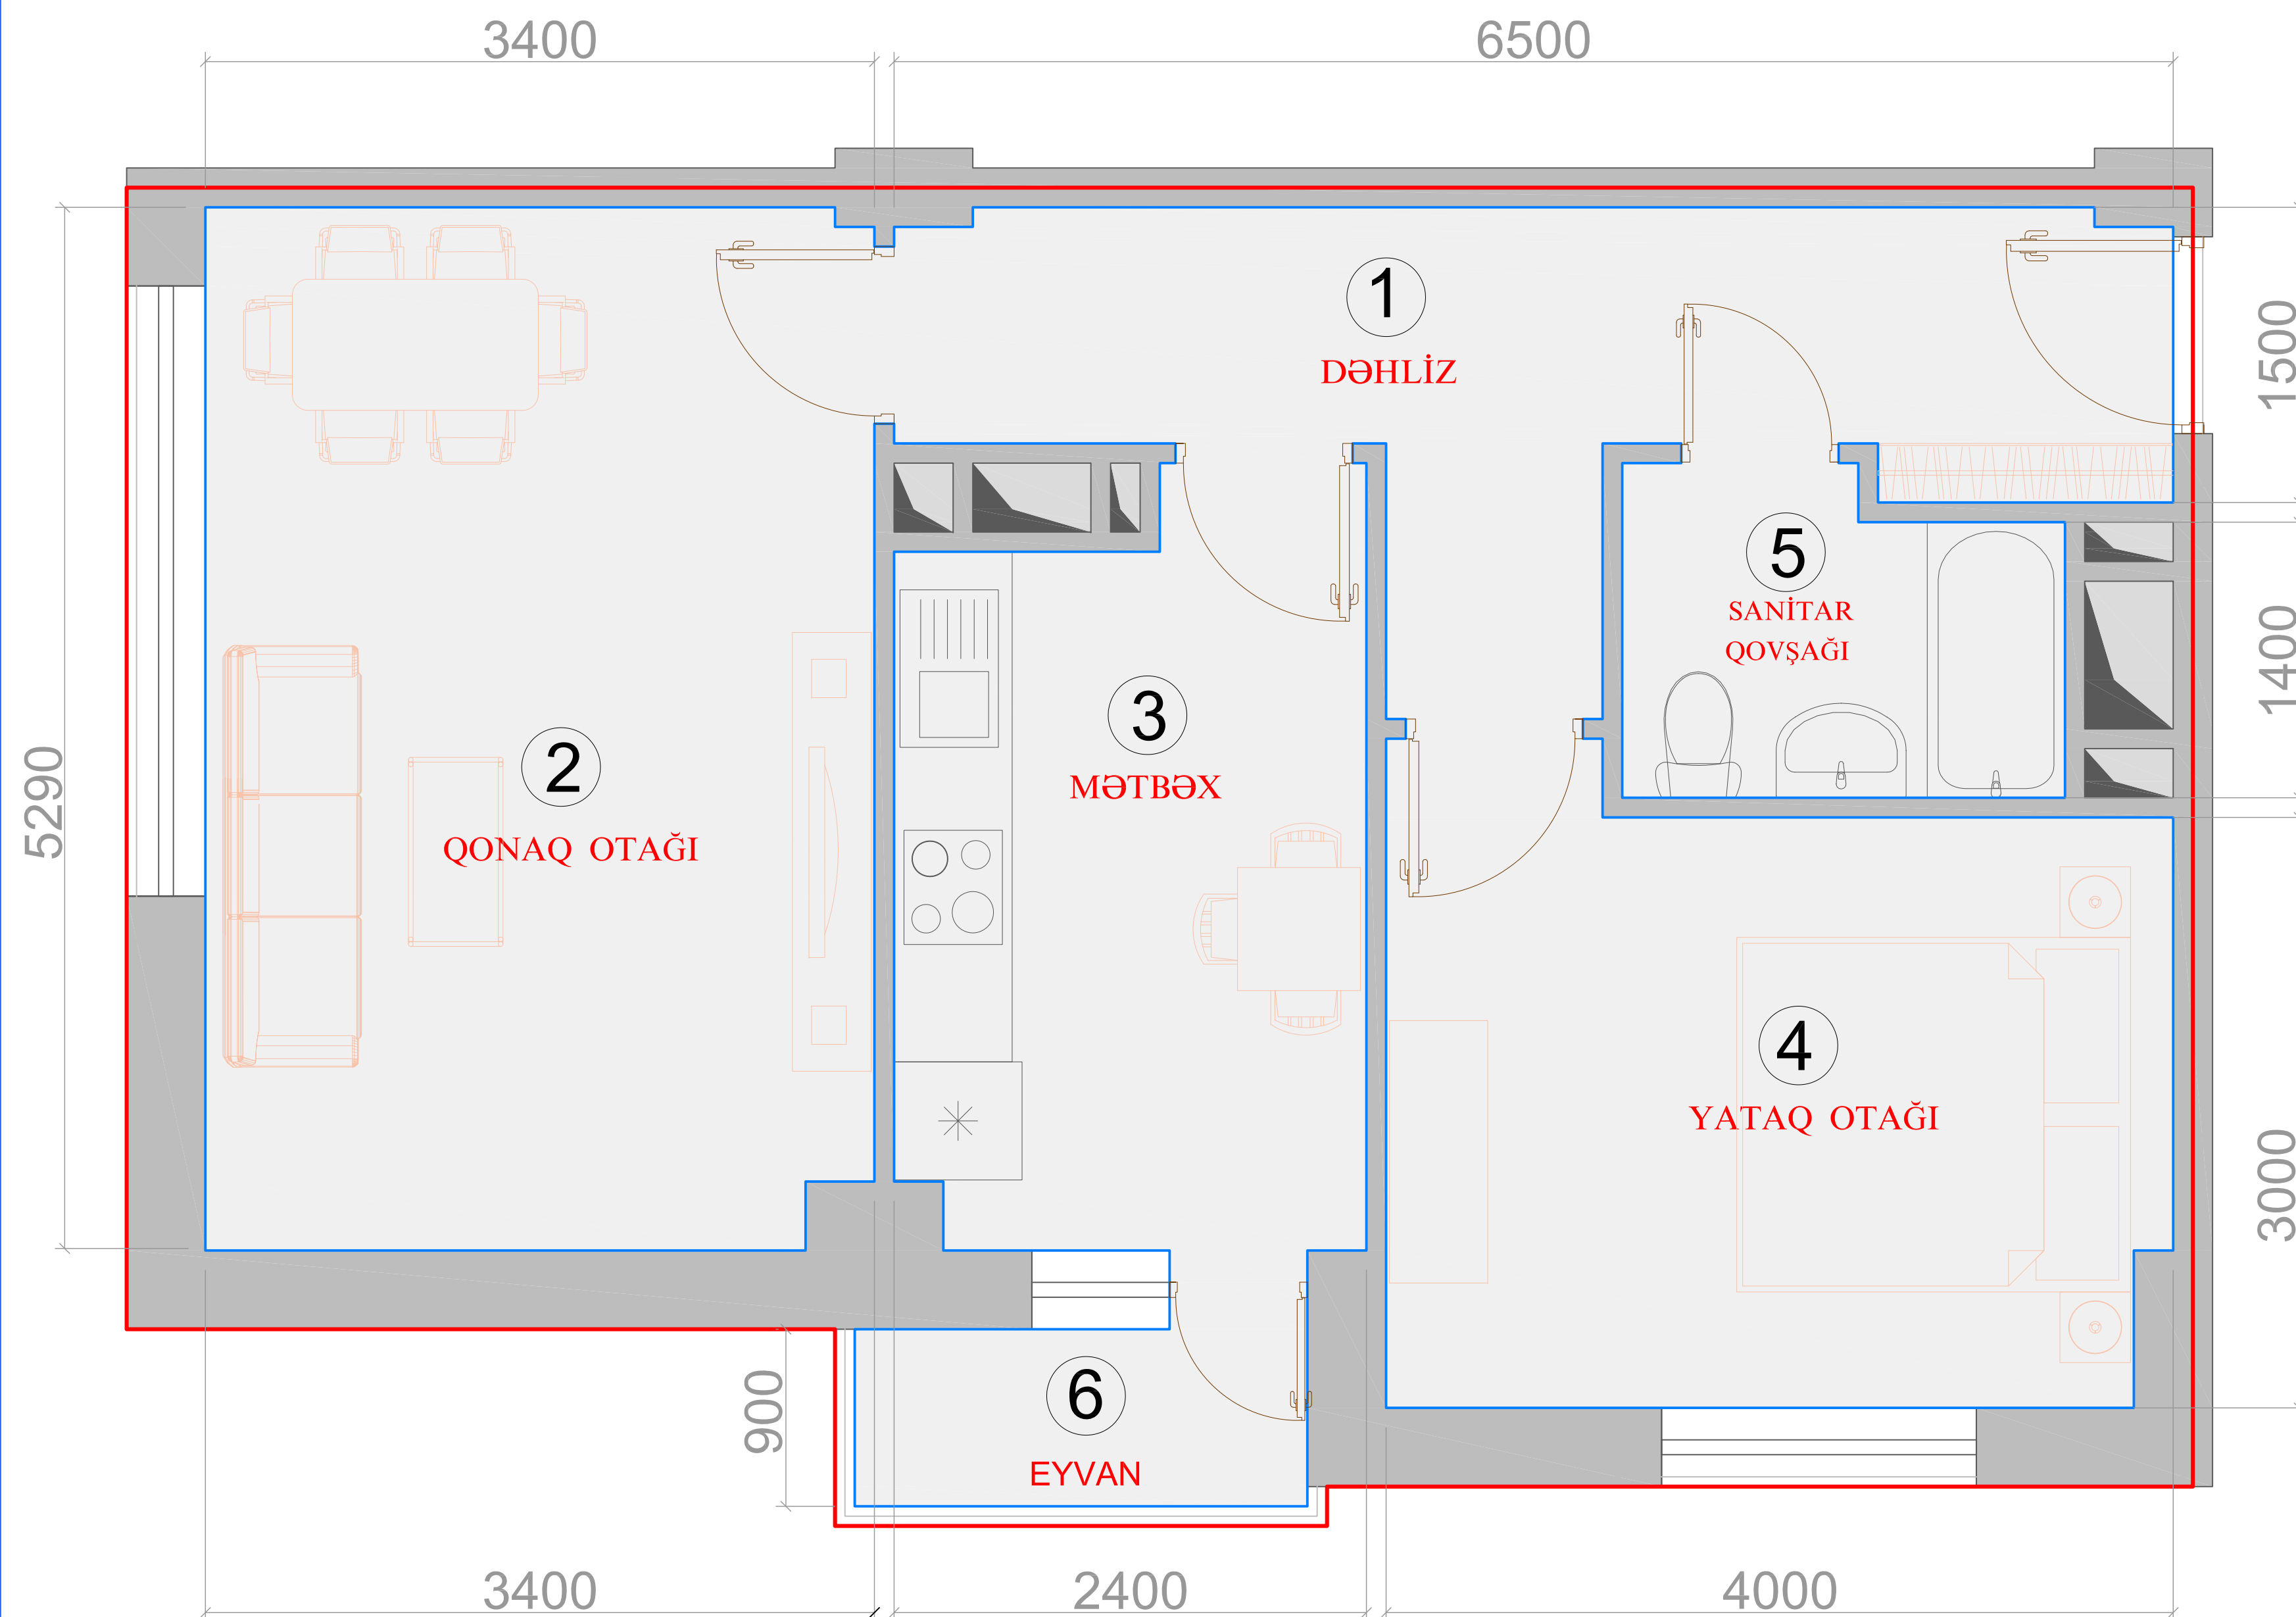 3400
6500
1
DƏHLİZ
1500
5
SANİTAR
QOVŞAĞI
1400
2
QONAQ OTAĞI
3
MƏTBƏX
5290
4
YATAQ OTAĞI
3000
6
EYVAN
900
3400
2400
4000